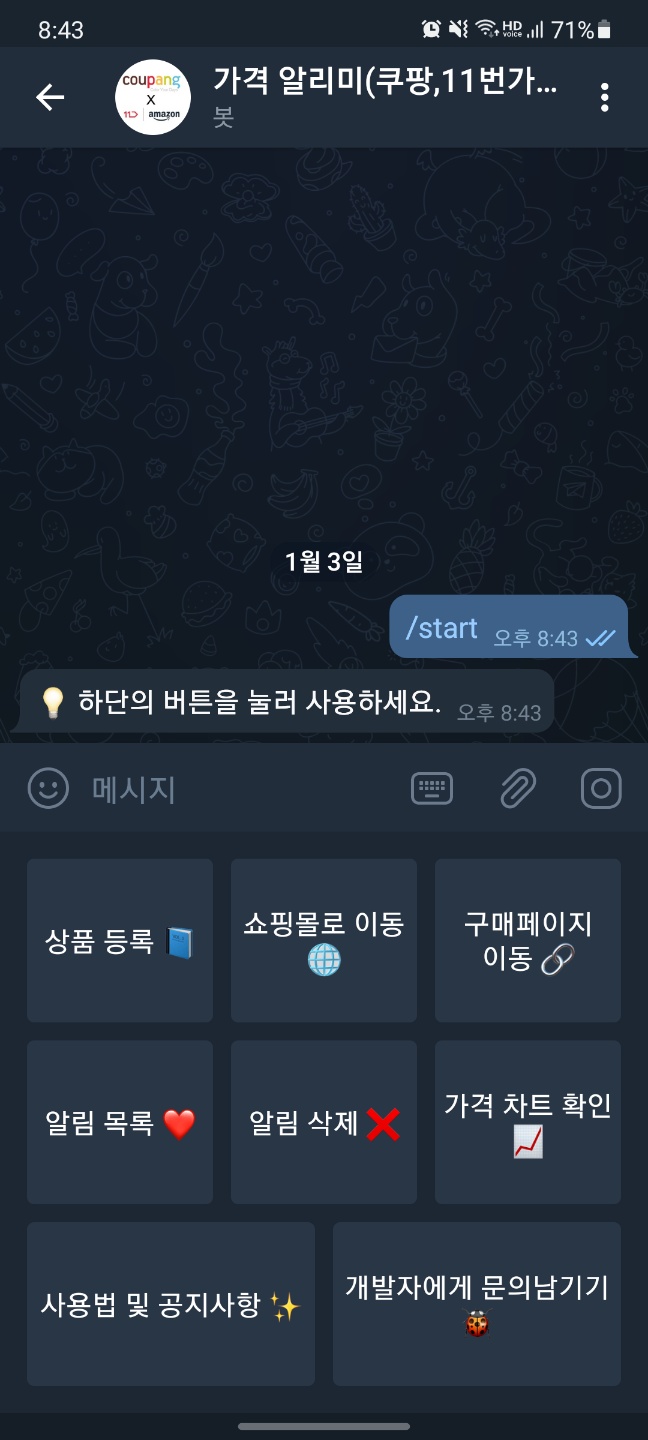 8:43
HD
voice
71%
coupang
X
11
amazon
가격 알리미(쿠팡,11번가...
봇
1월 3일
/start 오후 8:43
하단의 버튼을 눌러 사용하세요. 오후 8:43
메시지
상품 등록
쇼핑몰로 이동
구매페이지
이동
알림 목록
알림 삭제
가격 차트 확인
사용법 및 공지사항
개발자에게 문의남기기